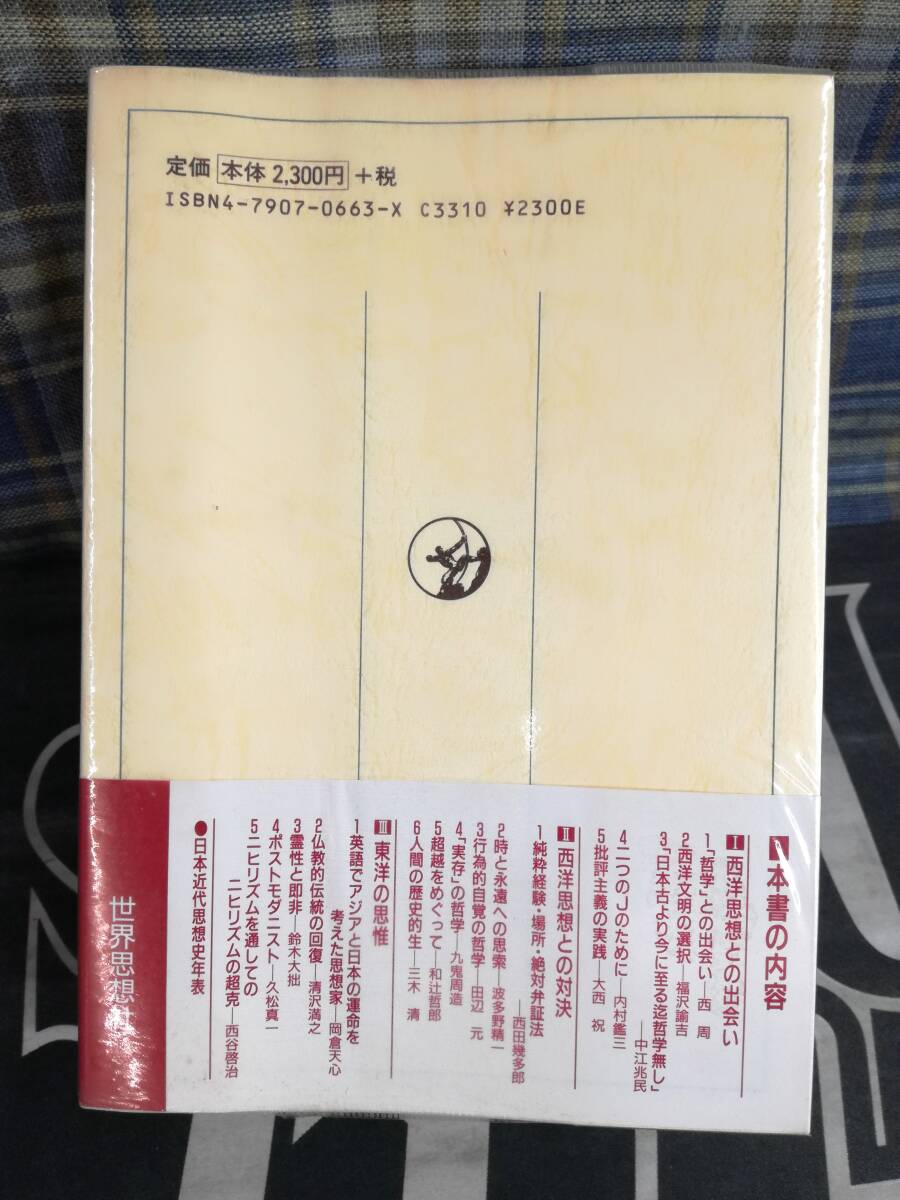 定価 本体 2,300円 +税
ISBN4-7907-0663-X C3310 ¥2300E
■本書の内容
Ⅰ 西洋思想との出会い
1「哲学」との出会い―西 周
2西洋文明の選択―福沢諭吉
3「日本古より今に至る迄哲学無し」
―中江兆民
4二つのJのために―内村鑑三
5批評主義の実践―大西 祝
Ⅱ 西洋思想との対決
1純粋経験・場所・絶対弁証法
―西田幾多郎
2時と永遠への思索―波多野精一
3行為的自覚の哲学―田辺 元
4「実存」の哲学―九鬼周造
5超越をめぐって―和辻哲郎
6人間の歴史的生―三木 清
Ⅲ 東洋の思惟
1英語でアジアと日本の運命を
考えた思想家―岡倉天心
2仏教的伝統の回復―清沢満之
3霊性と即非―鈴木大拙
4ポストモダニスト―久松真一
5ニヒリズムを通しての
ニヒリズムの超克―西谷啓治
●日本近代思想史年表
世界思想社